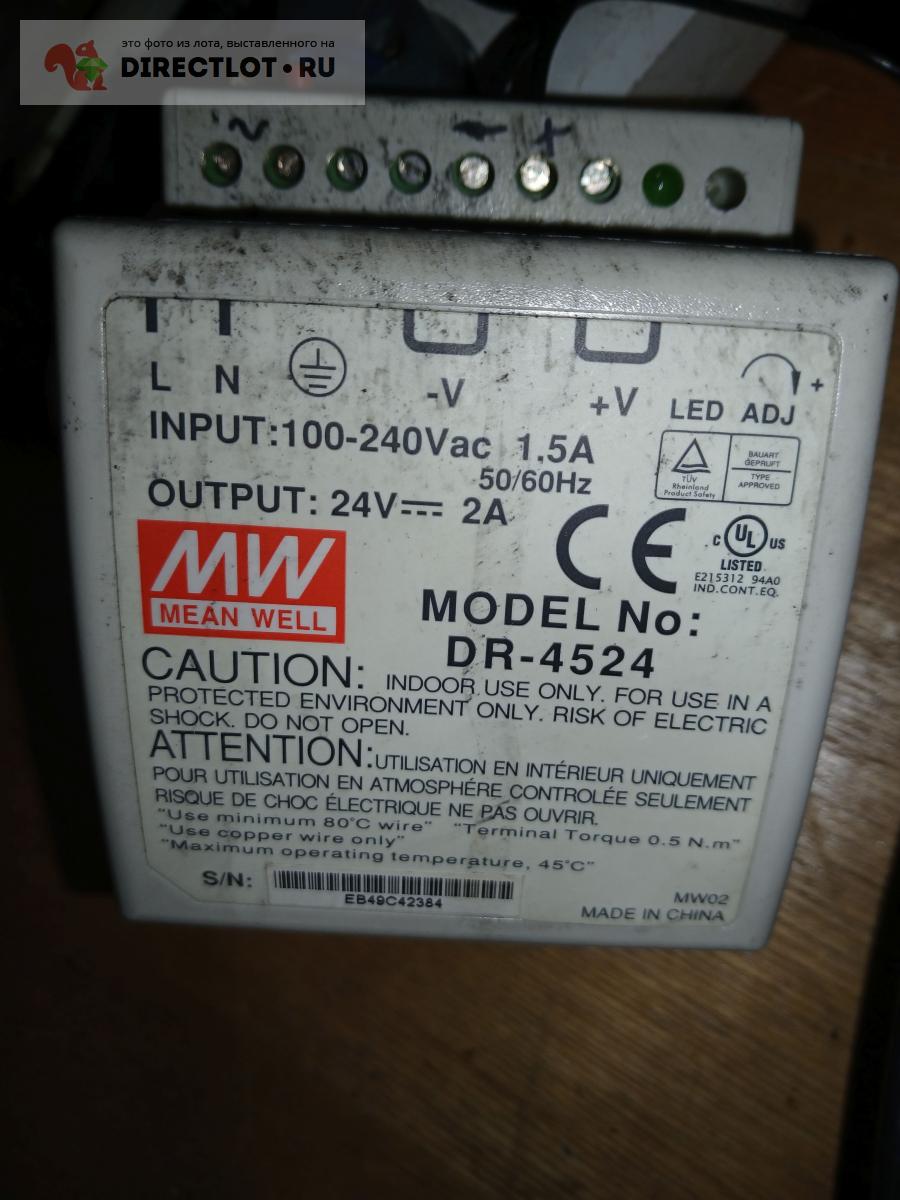 это фото из лота, выставленного на
DIRECTLOT•RU
~ - +
L N -V +V LED ADJ +
INPUT:100-240Vac 1.5A
50/60Hz
OUTPUT: 24V⎓ 2A
TÜV
Rheinland
Product Safety
BAUART
GEPRÜFT
TYPE
APPROVED
CE
c UL US
LISTED
E215312 94A0
IND.CONT.EQ.
MW
MEAN WELL
MODEL No:
DR-4524
CAUTION: INDOOR USE ONLY. FOR USE IN A
PROTECTED ENVIRONMENT ONLY. RISK OF ELECTRIC
SHOCK. DO NOT OPEN.
ATTENTION: UTILISATION EN INTÉRIEUR UNIQUEMENT
POUR UTILISATION EN ATMOSPHÉRE CONTROLÉE SEULEMENT
RISQUE DE CHOC ÉLECTRIQUE NE PAS OUVRIR.
"Use minimum 80°C wire" "Terminal Torque 0.5 N.m"
"Use copper wire only"
"Maximum operating temperature, 45°C"
S/N:
EB49C42384
MW02
MADE IN CHINA